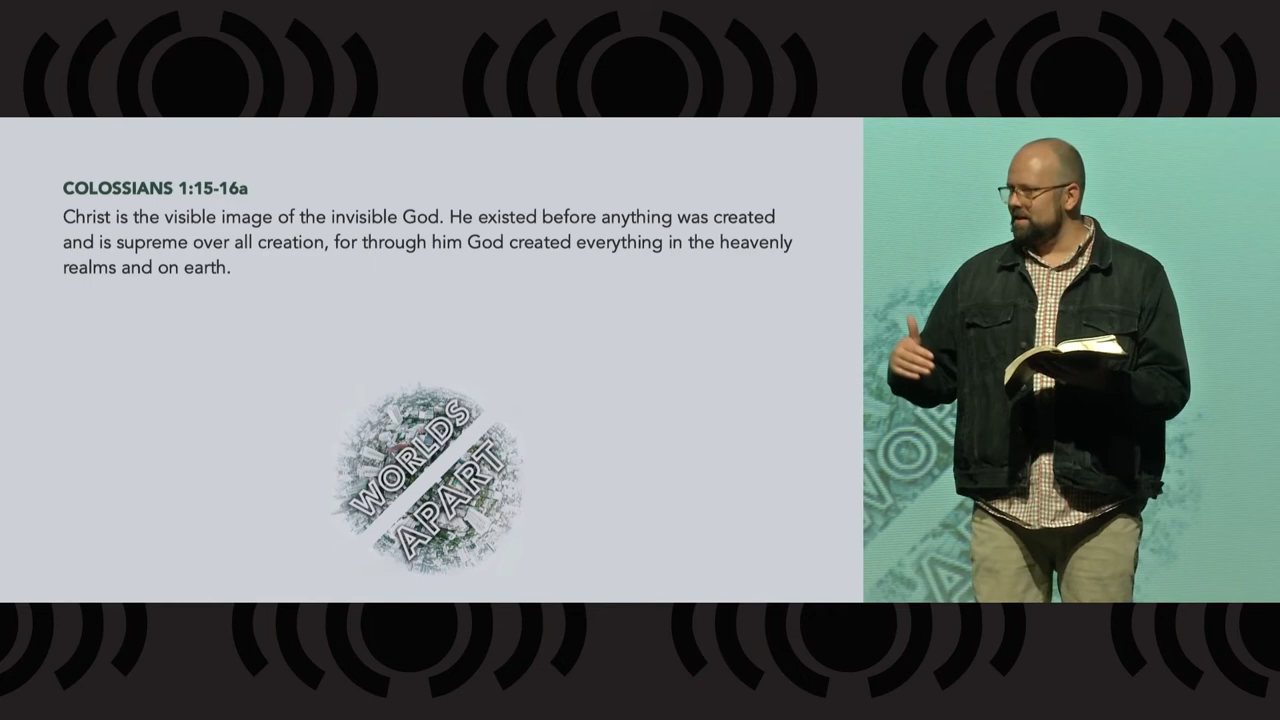 COLOSSIANS 1:15-16a
Christ is the visible image of the invisible God. He existed before anything was created
and is supreme over all creation, for through him God created everything in the heavenly
realms and on earth.
WORLDS
APART
WOR
A